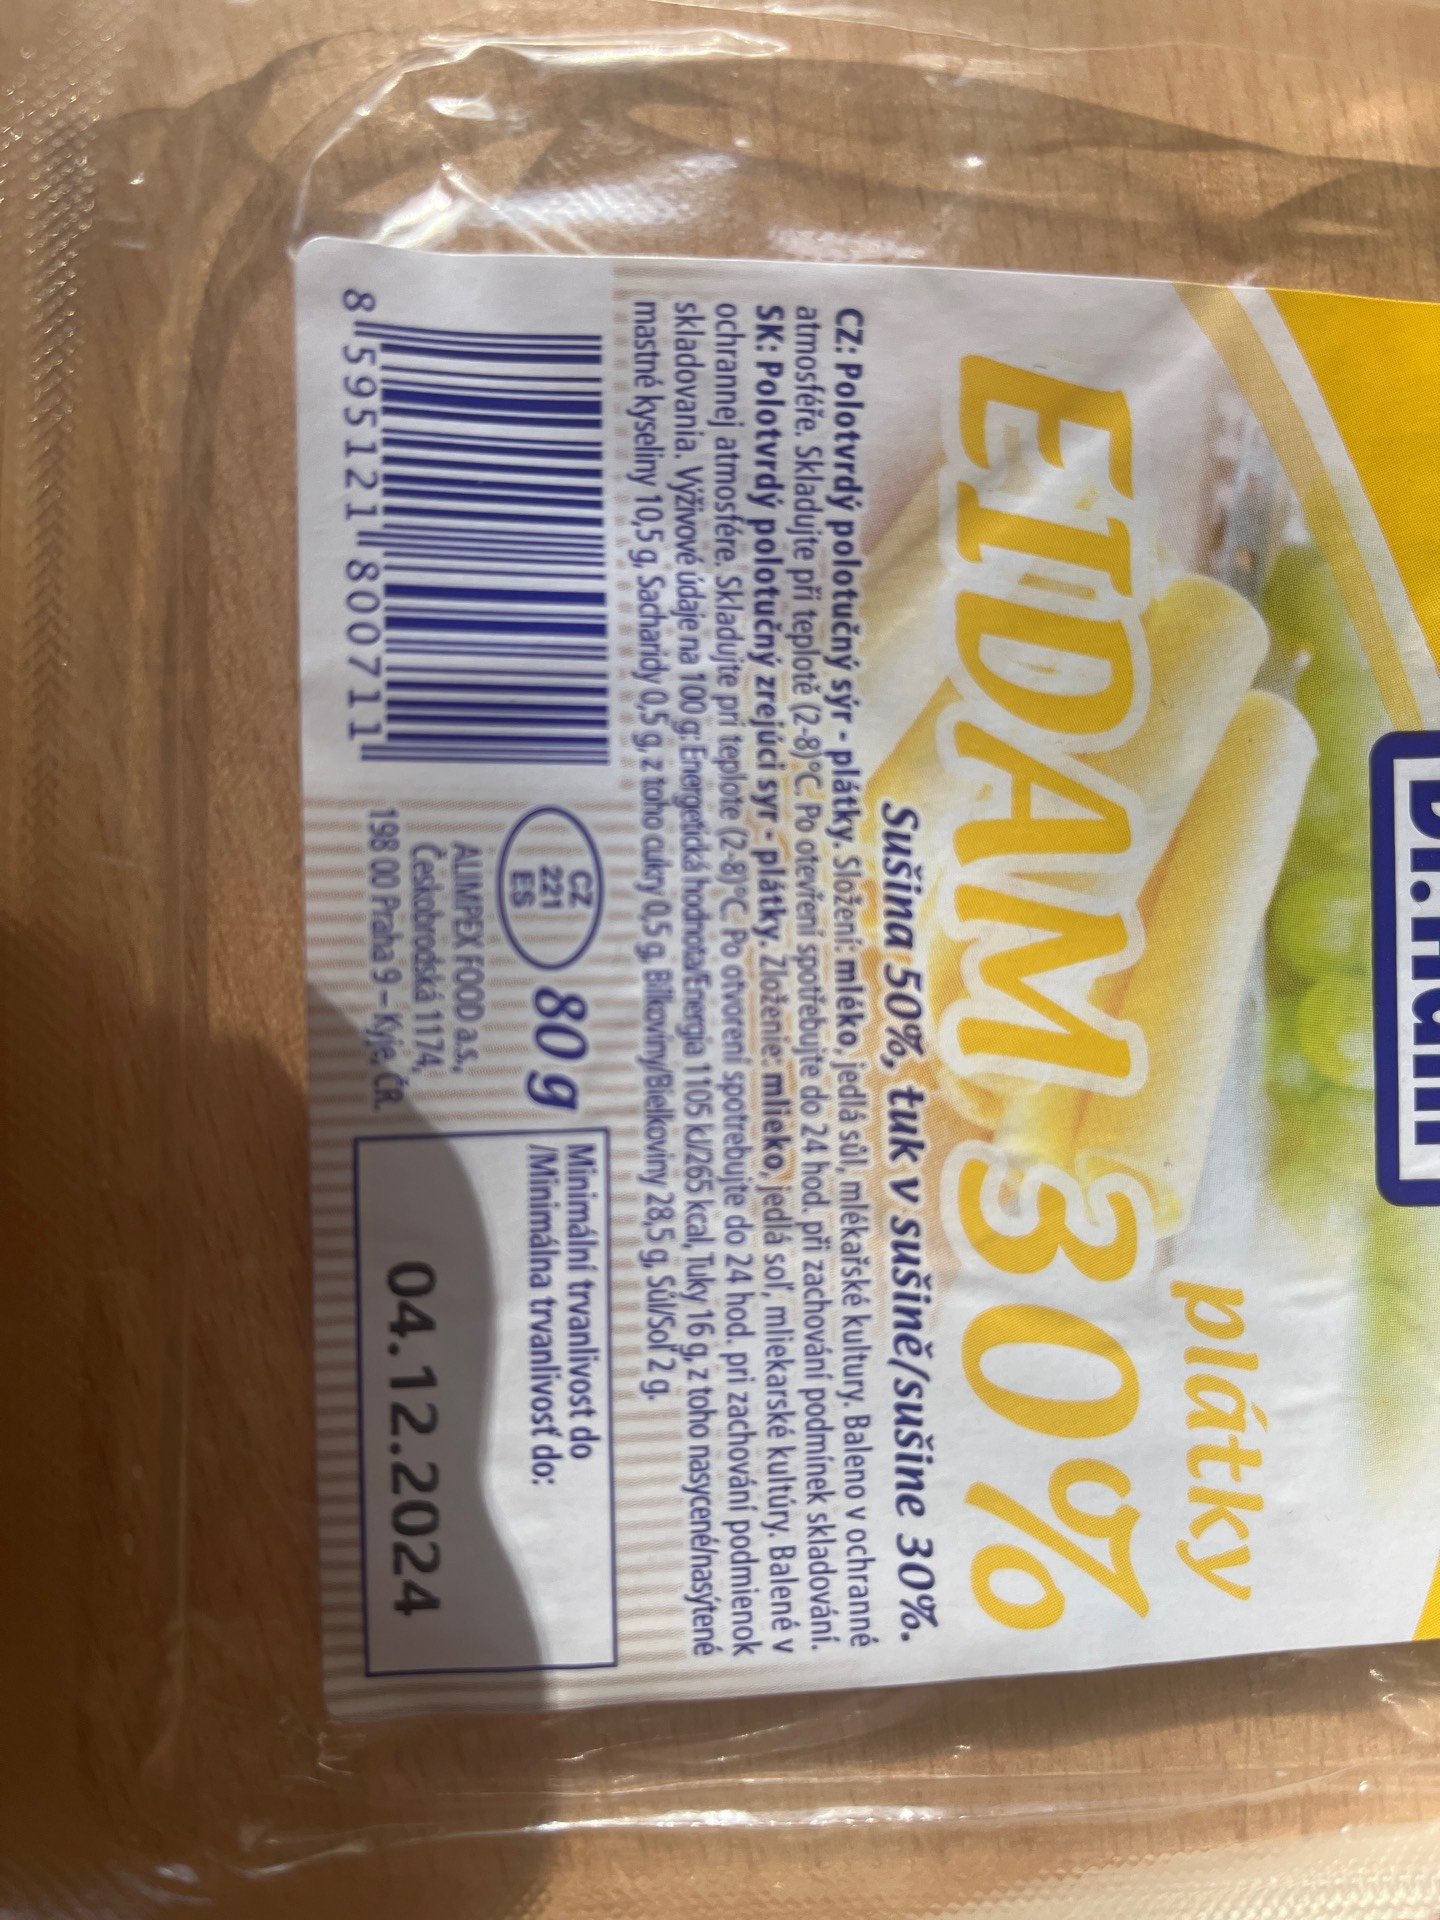 plátky
EIDAM 30%
Sušina 50%, tuk v sušině/sušine 30%.
CZ: Polotvrdý polotučný sýr - plátky. Složení: mléko, jedlá sůl, mlékařské kultury. Baleno v ochranné
atmosféře. Skladujte při teplotě (2-8)°C. Po otevření spotřebujte do 24 hod. při zachování podmínek skladování.
SK: Polotvrdý polotučný zrejúci syr - plátky. Zloženie: mlieko, jedlá soľ, mliekarské kultúry. Balené v
ochrannej atmosfére. Skladujte pri teplote (2-8)°C. Po otvorení spotrebujte do 24 hod. pri zachování podmienok
skladovania. Výživové údaje na 100 g: Energetická hodnota/Energia 1105 kJ/265 kcal, Tuky 16 g, z toho nasycené/nasýtené
mastné kyseliny 10,5 g, Sacharidy 0,5 g, z toho cukry 0,5 g, Bílkoviny/Bielkoviny 28,5 g, Sůl/Soľ 2 g.
8 595121 800711
CZ
221
ES
80 g
ALIMPEX FOOD a.s.,
Českobrodská 1174,
198 00 Praha 9 – Kyje, ČR.
Minimální trvanlivost do
/Minimálna trvanlivosť do:
04.12.2024